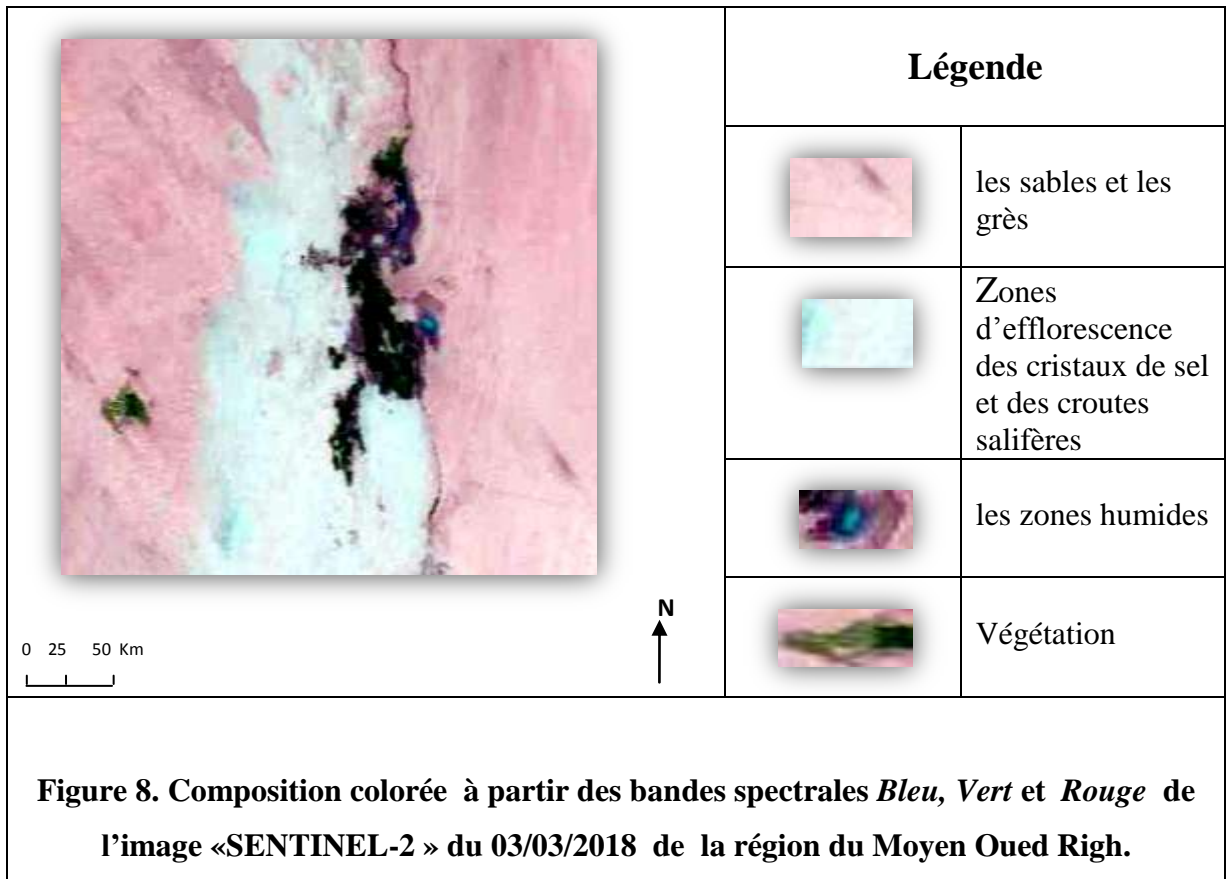 Légende
les sables et les
grès
Zones
d’efflorescence
des cristaux de sel
et des croutes
salifères
les zones humides
Végétation
N
0 25 50 Km
Figure 8. Composition colorée à partir des bandes spectrales Bleu, Vert et Rouge de
l’image «SENTINEL-2 » du 03/03/2018 de la région du Moyen Oued Righ.